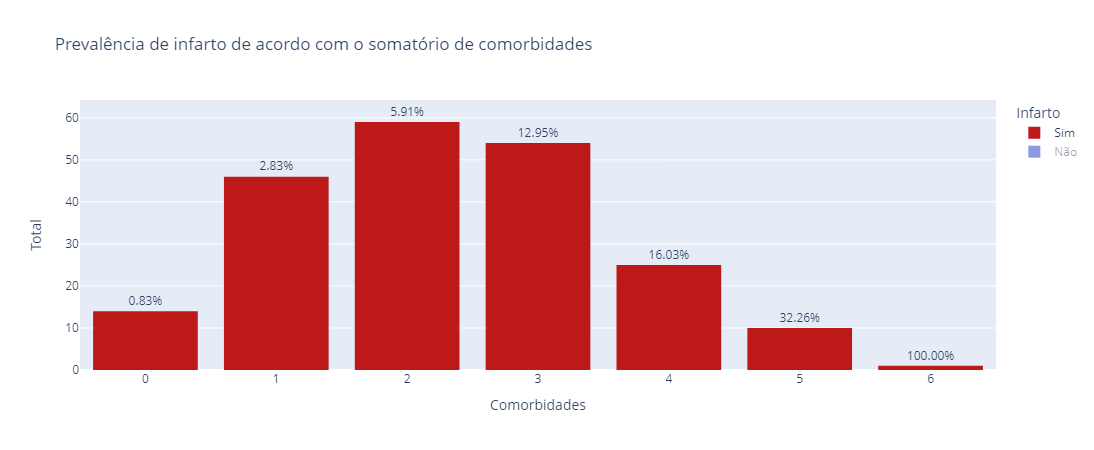 Prevalência de infarto de acordo com o somatório de comorbidades
Infarto
Sim
Não
Total
60
50
40
30
20
10
0
0.83%
2.83%
5.91%
12.95%
16.03%
32.26%
100.00%
0 1 2 3 4 5 6
Comorbidades